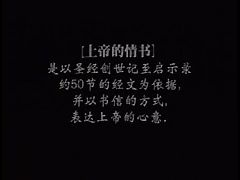 [上帝的情书]
是以圣经创世记至启示录
约50节的经文为依据,
并以书信的方式,
表达上帝的心意.